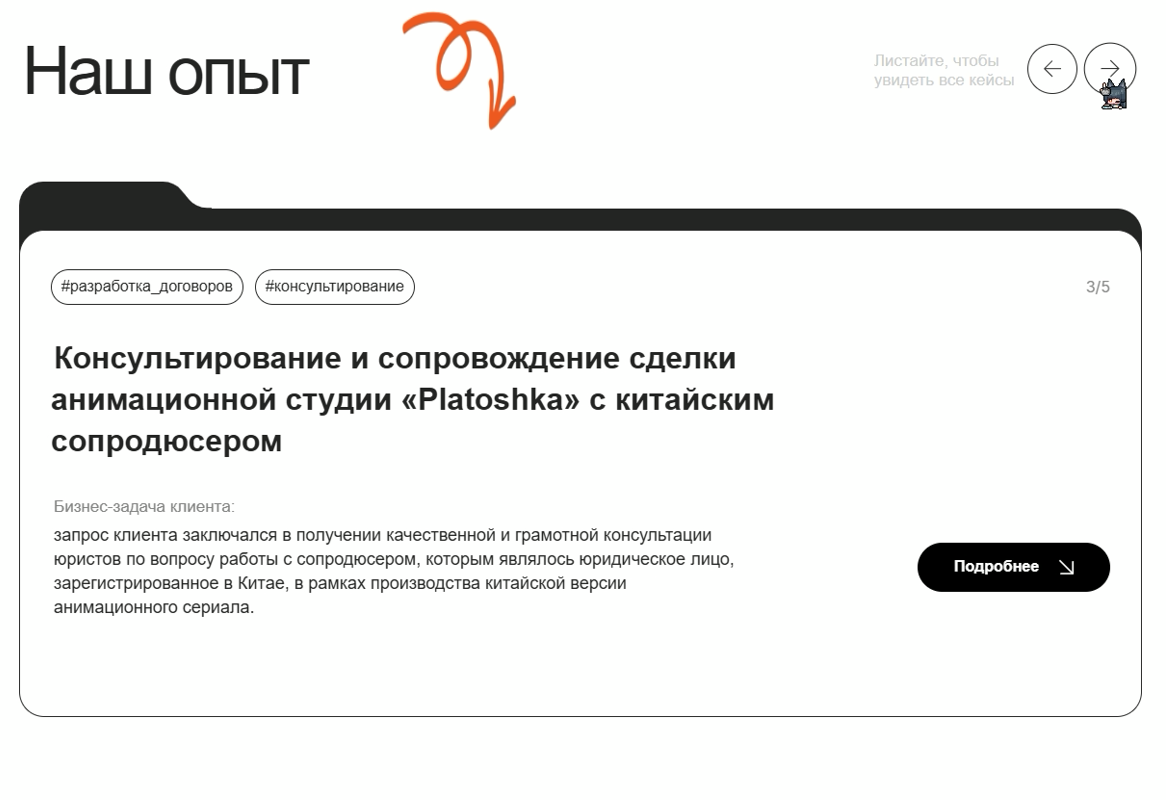 Наш опыт
Листайте, чтобы
увидеть все кейсы
#разработка_договоров
#консультирование
3/5
Консультирование и сопровождение сделки
анимационной студии «Platoshka» с китайским
сопродюсером
Бизнес-задача клиента:
запрос клиента заключался в получении качественной и грамотной консультации
юристов по вопросу работы с сопродюсером, которым являлось юридическое лицо,
зарегистрированное в Китае, в рамках производства китайской версии
анимационного сериала.
Подробнее